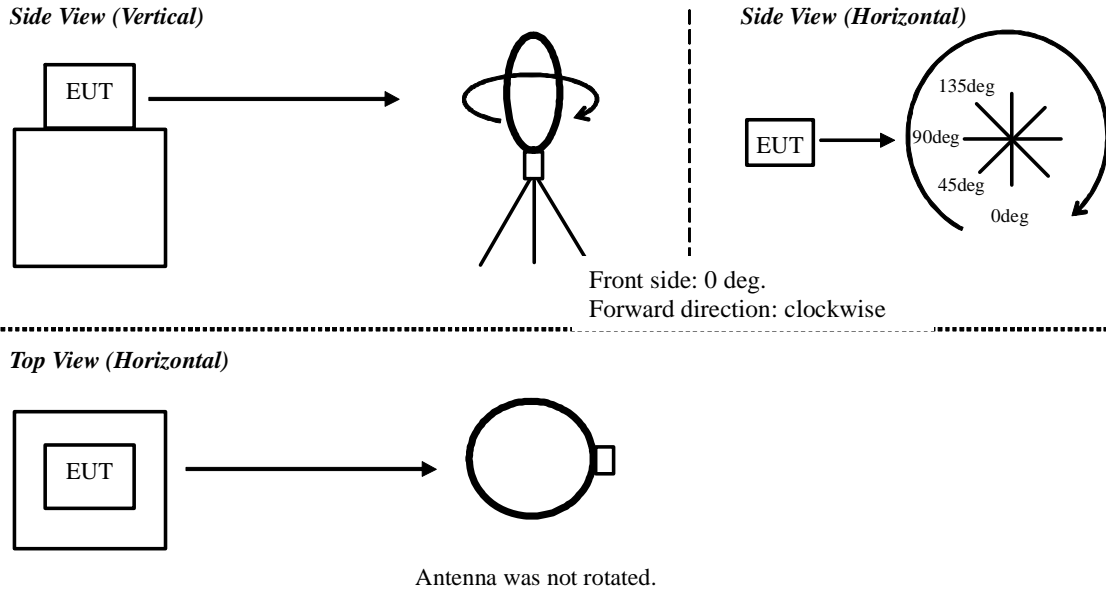 Side View (Vertical)
EUT
Side View (Horizontal)
EUT
135deg
90deg
45deg
0deg
Front side: 0 deg.
Forward direction: clockwise
Top View (Horizontal)
EUT
Antenna was not rotated.